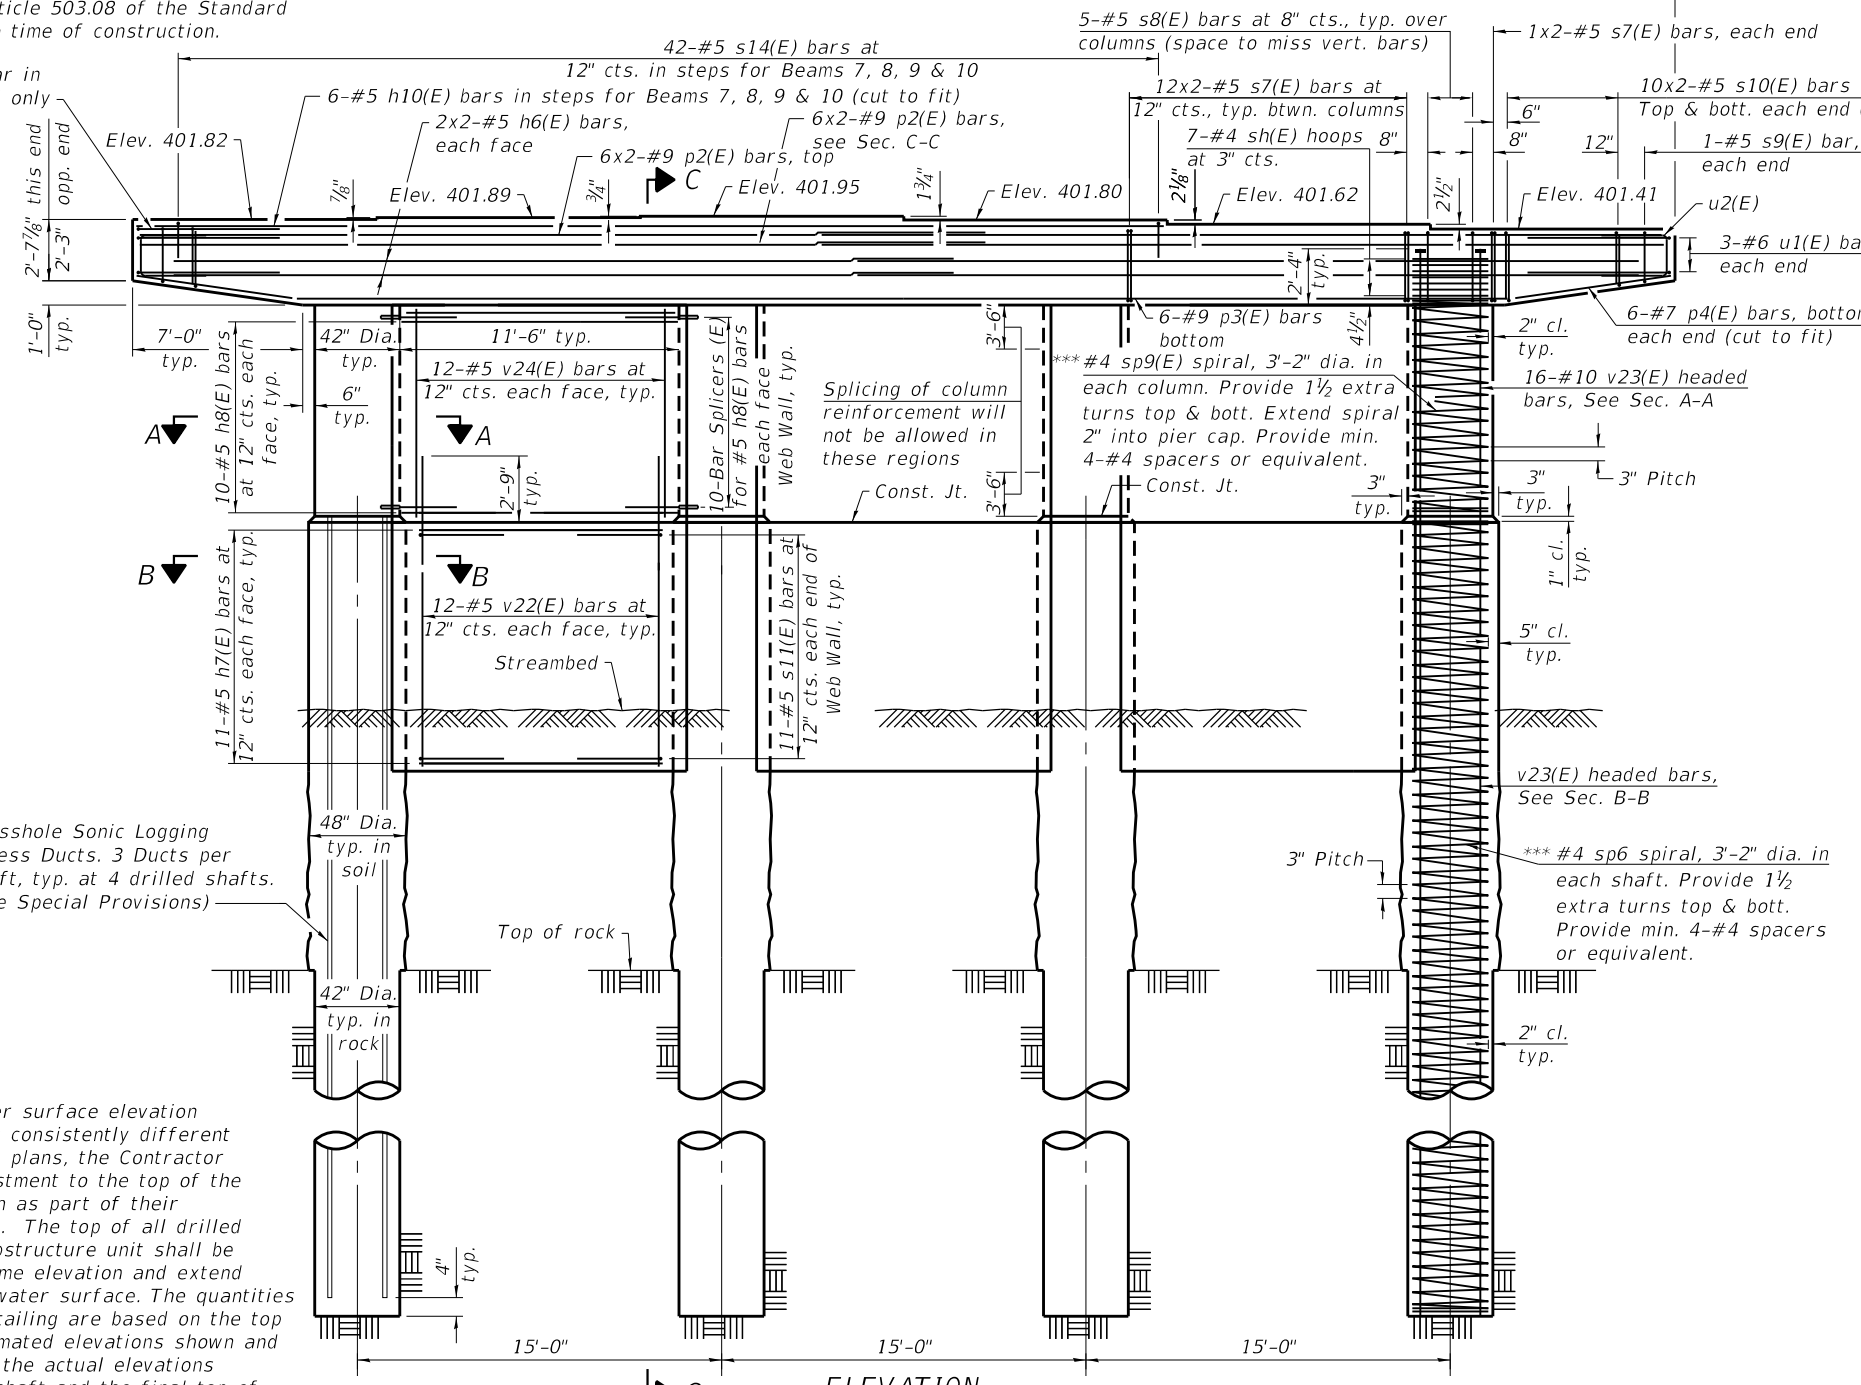 ticle 503.08 of the Standard
time of construction.
ar in
only
42-#5 s14(E) bars at
12" cts. in steps for Beams 7, 8, 9 & 10
6-#5 h10(E) bars in steps for Beams 7, 8, 9 & 10 (cut to fit)
2x2-#5 h6(E) bars,
each face
6x2-#9 p2(E) bars,
see Sec. C-C
6x2-#9 p2(E) bars, top
5-#5 s8(E) bars at 8" cts., typ. over
columns (space to miss vert. bars)
1x2-#5 s7(E) bars, each end
12x2-#5 s7(E) bars at
12" cts., typ. btwn. columns
10x2-#5 s10(E) bars
Top & bott. each end
7-#4 sh(E) hoops
at 3" cts.
8"
6"
8"
12"
1-#5 s9(E) bar,
each end
Elev. 401.82
Elev. 401.89
Elev. 401.95
Elev. 401.80
Elev. 401.62
Elev. 401.41
7/8"
3/4"
C
1 3/4"
2 1/8"
2 1/2"
u2(E)
2'-7 7/8" this end
2'-3" opp. end
3-#6 u1(E) ba
each end
2'-4"
typ.
1'-0"
typ.
7'-0"
typ.
42" Dia.
typ.
11'-6" typ.
6-#9 p3(E) bars
bottom
4 1/2"
6-#7 p4(E) bars, bottom
each end (cut to fit)
2" cl.
typ.
10-#5 h8(E) bars
at 12" cts. each
face, typ.
12-#5 v24(E) bars at
12" cts. each face, typ.
6"
typ.
10-Bar Splicers (E)
for #5 h8(E) bars
each face
Web Wall, typ.
3'-6"
Splicing of column
reinforcement will
not be allowed in
these regions
3'-6"
*** #4 sp9(E) spiral, 3'-2" dia. in
each column. Provide 1 1/2 extra
turns top & bott. Extend spiral
2" into pier cap. Provide min.
4-#4 spacers or equivalent.
16-#10 v23(E) headed
bars, See Sec. A-A
3" Pitch
A
A
2'-9"
typ.
Const. Jt.
Const. Jt.
3"
typ.
3"
typ.
1" cl.
typ.
B
B
11-#5 h7(E) bars at
12" cts. each face, typ.
12-#5 v22(E) bars at
12" cts. each face, typ.
Streambed
11-#5 s11(E) bars at
12" cts. each end of
Web Wall, typ.
5" cl.
typ.
v23(E) headed bars,
See Sec. B-B
sshole Sonic Logging
ess Ducts. 3 Ducts per
ft, typ. at 4 drilled shafts.
e Special Provisions)
48" Dia.
typ. in
soil
3" Pitch
*** #4 sp6 spiral, 3'-2" dia. in
each shaft. Provide 1 1/2
extra turns top & bott.
Provide min. 4-#4 spacers
or equivalent.
Top of rock
42" Dia.
typ. in
rock
2" cl.
typ.
er surface elevation
consistently different
plans, the Contractor
stment to the top of the
n as part of their
. The top of all drilled
ostructure unit shall be
me elevation and extend
water surface. The quantities
tailing are based on the top
mated elevations shown and
the actual elevations
4"
typ.
15'-0"
15'-0"
15'-0"
ELEVATION